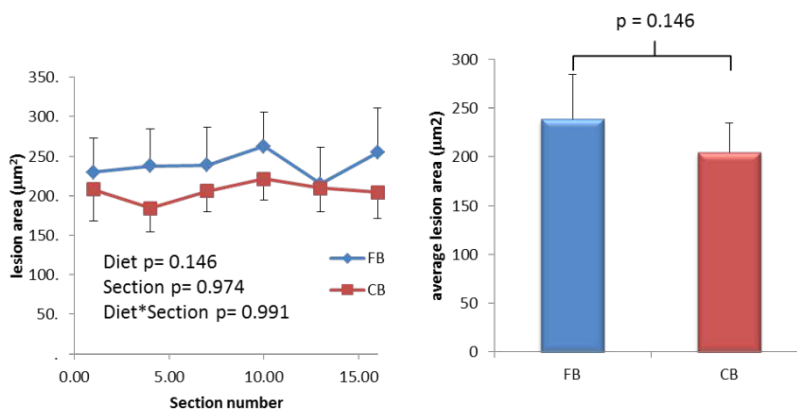 350.
300.
250.
200.
150.
100.
50.
.
lesion area (µm²)
Diet p= 0.146
Section p= 0.974
Diet*Section p= 0.991
FB
CB
0.00 5.00 10.00 15.00
Section number
p = 0.146
300
250
200
150
100
50
0
average lesion area (µm2)
FB CB